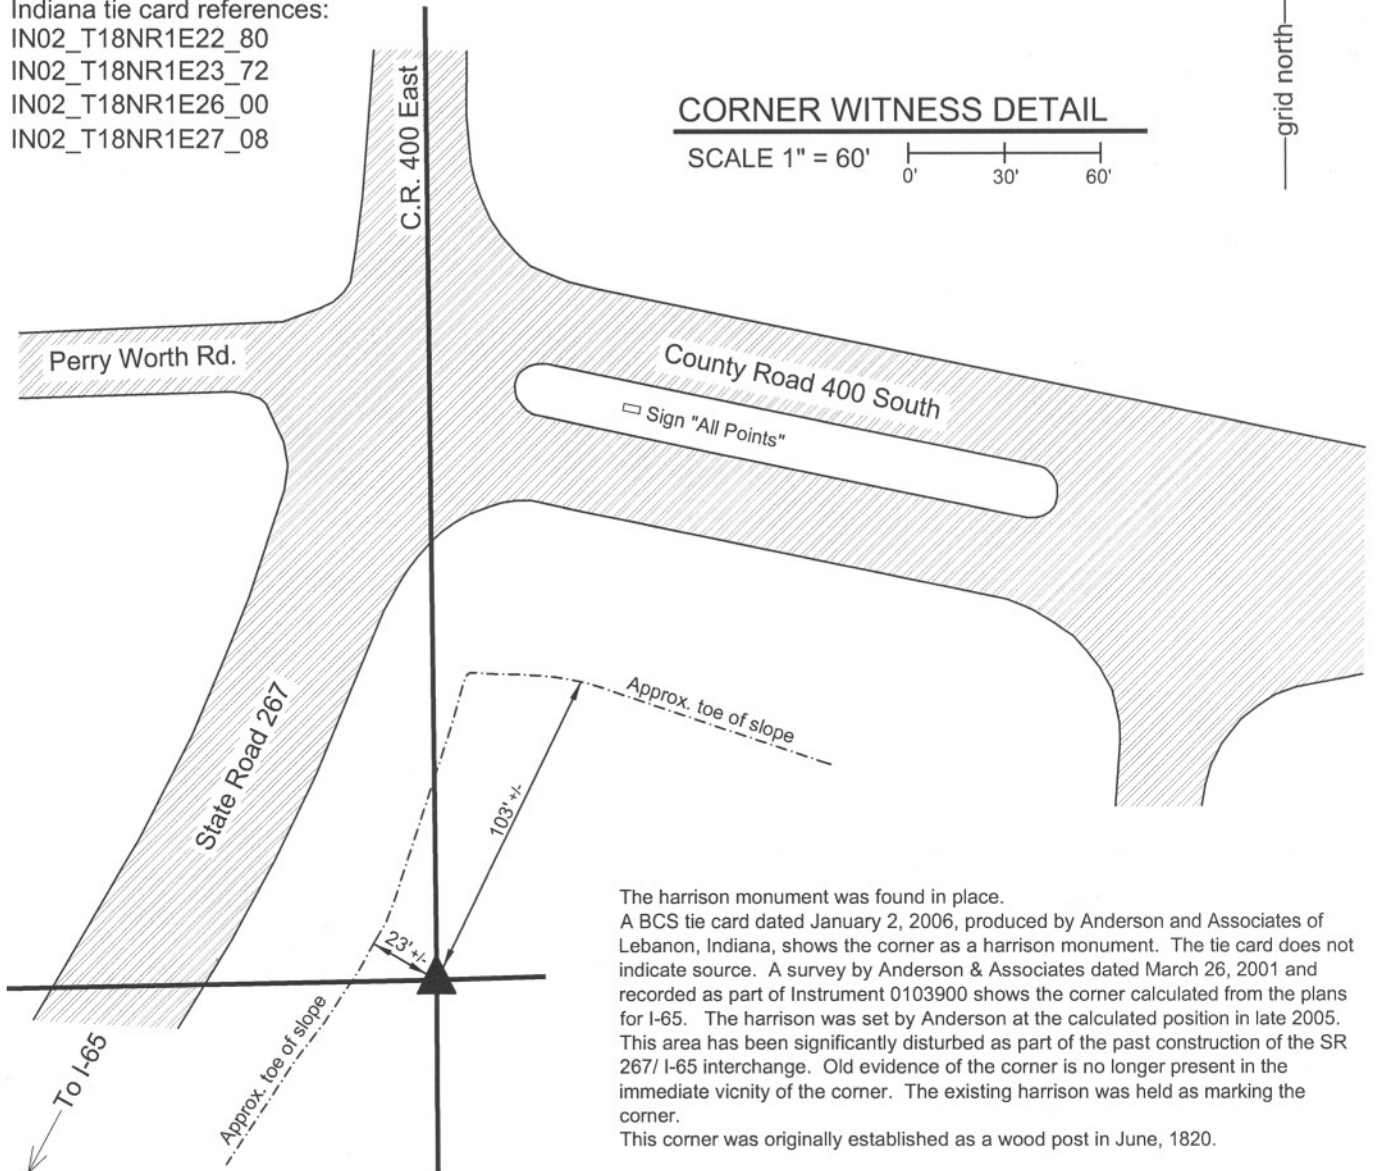 Indiana tie card references:
IN02_T18NR1E22_80
IN02_T18NR1E23_72
IN02_T18NR1E26_00
IN02_T18NR1E27_08
C.R. 400 East
CORNER WITNESS DETAIL
SCALE 1" = 60'
0' 30' 60'
grid north
Perry Worth Rd.
County Road 400 South
Sign "All Points"
State Road 267
Approx. toe of slope
103' +/-
23' +/-
Approx. toe of slope
To I-65
The harrison monument was found in place.
A BCS tie card dated January 2, 2006, produced by Anderson and Associates of
Lebanon, Indiana, shows the corner as a harrison monument. The tie card does not
indicate source. A survey by Anderson & Associates dated March 26, 2001 and
recorded as part of Instrument 0103900 shows the corner calculated from the plans
for I-65. The harrison was set by Anderson at the calculated position in late 2005.
This area has been significantly disturbed as part of the past construction of the SR
267/ I-65 interchange. Old evidence of the corner is no longer present in the
immediate vicnity of the corner. The existing harrison was held as marking the
corner.
This corner was originally established as a wood post in June, 1820.